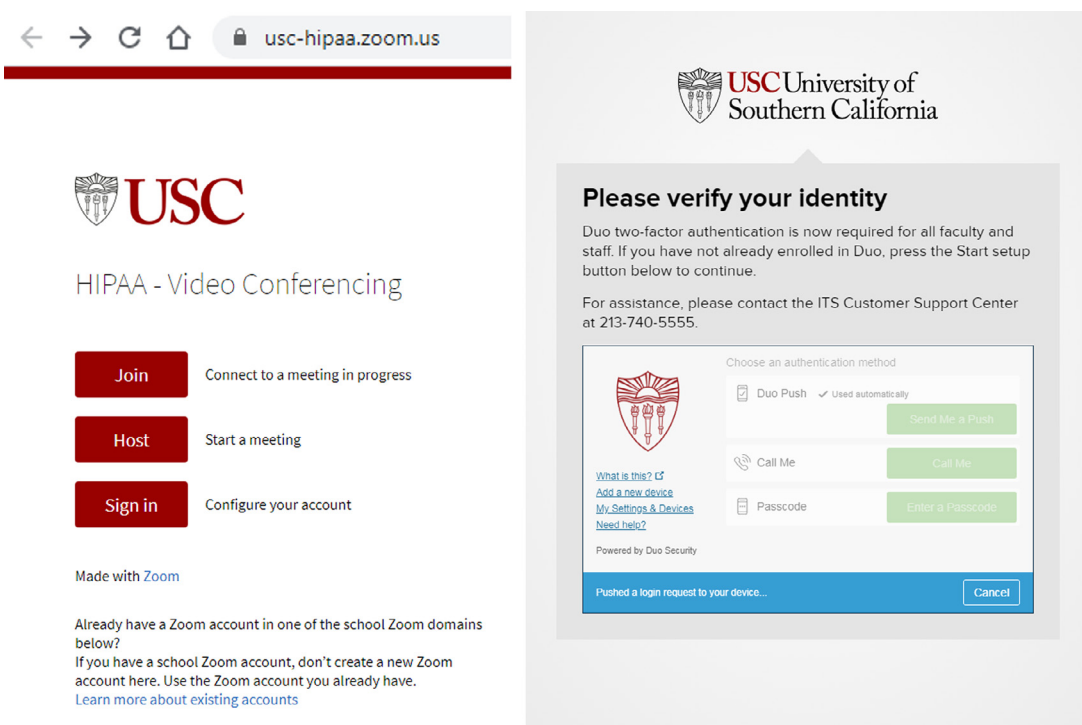 usc-hipaa.zoom.us
USC
HIPAA - Video Conferencing
Join Connect to a meeting in progress
Host Start a meeting
Sign in Configure your account
Made with Zoom
Already have a Zoom account in one of the school Zoom domains
below?
If you have a school Zoom account, don't create a new Zoom
account here. Use the Zoom account you already have.
Learn more about existing accounts
USC University of
Southern California
Please verify your identity
Duo two-factor authentication is now required for all faculty and
staff. If you have not already enrolled in Duo, press the Start setup
button below to continue.
For assistance, please contact the ITS Customer Support Center
at 213-740-5555.
Choose an authentication method
Duo Push ✓ Used automatically
Send Me a Push
Call Me Call Me
Passcode Enter a Passcode
What is this?
Add a new device
My Settings & Devices
Need help?
Powered by Duo Security
Pushed a login request to your device... Cancel